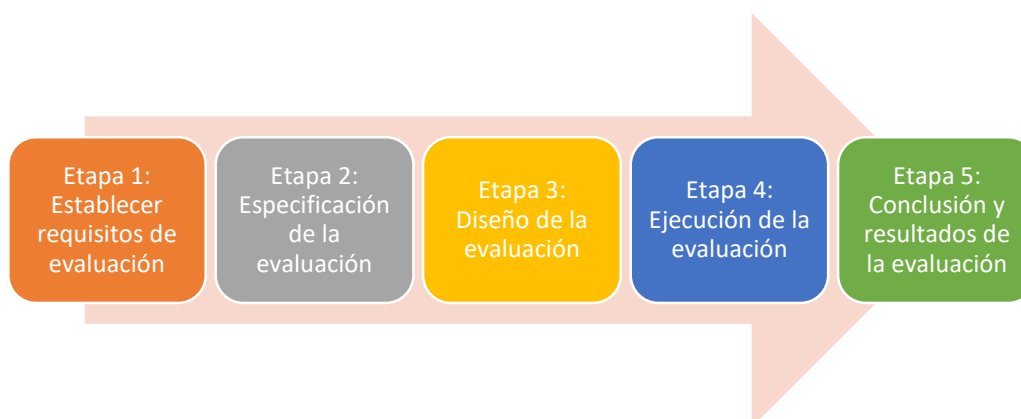 Etapa 1:
Establecer
requisitos de
evaluación
Etapa 2:
Especificación
de la
evaluación
Etapa 3:
Diseño de la
evaluación
Etapa 4:
Ejecución de la
evaluación
Etapa 5:
Conclusión y
resultados de
la evaluación